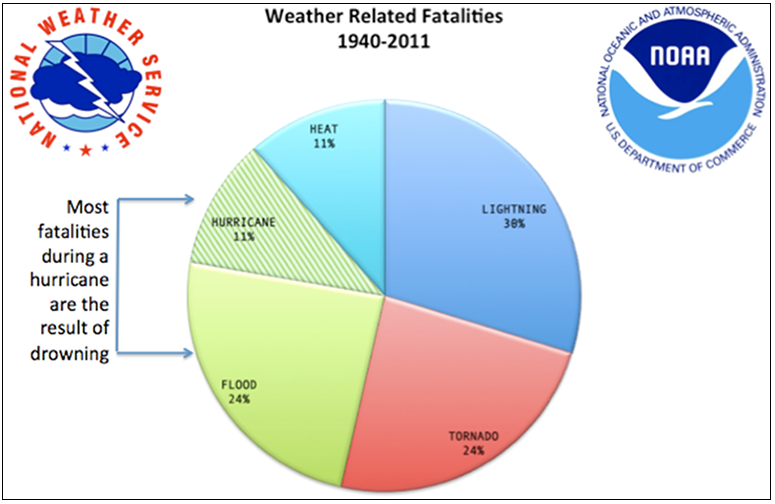 Weather Related Fatalities
1940-2011
NATIONAL WEATHER SERVICE
NOAA
NATIONAL OCEANIC AND ATMOSPHERIC ADMINISTRATION
U.S. DEPARTMENT OF COMMERCE
HEAT
11%
LIGHTNING
30%
HURRICANE
11%
Most
fatalities
during a
hurricane
are the
result of
drowning
FLOOD
24%
TORNADO
24%